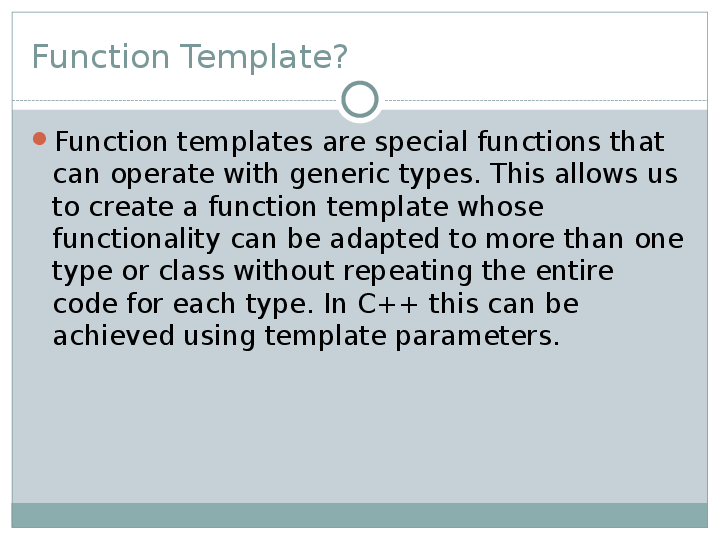 Function Template?
Function templates are special functions that
can operate with generic types. This allows us
to create a function template whose
functionality can be adapted to more than one
type or class without repeating the entire
code for each type. In C++ this can be
achieved using template parameters.